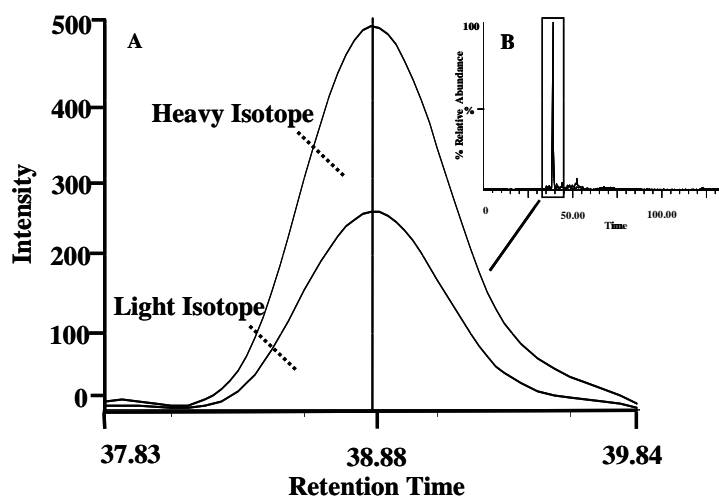 500
400
300
200
100
0
Intensity
A
Heavy Isotope
Light Isotope
37.83
38.88
39.84
Retention Time
B
100
%
% Relative Abundance
0
50.00
100.00
Time